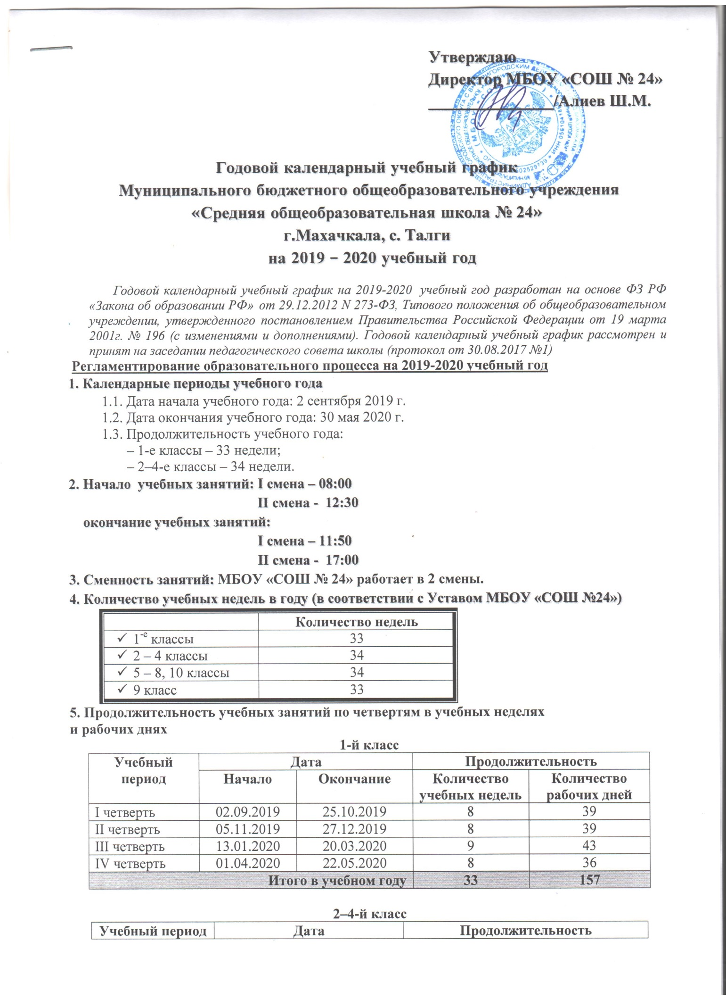 Утверждаю
Директор МБОУ «СОШ № 24»
/Алиев Ш.М.
Годовой календарный учебный график
Муниципального бюджетного общеобразовательного учреждения
«Средняя общеобразовательная школа № 24»
г.Махачкала, с. Талги
на 2019 – 2020 учебный год
Годовой календарный учебный график на 2019-2020 учебный год разработан на основе ФЗ РФ
«Закона об образовании РФ» от 29.12.2012 N 273-ФЗ, Типового положения об общеобразовательном
учреждении, утвержденного постановлением Правительства Российской Федерации от 19 марта
2001г. № 196 (с изменениями и дополнениями). Годовой календарный учебный график рассмотрен и
принят на заседании педагогического совета школы (протокол от 30.08.2017 №1)
Регламентирование образовательного процесса на 2019-2020 учебный год
1. Календарные периоды учебного года
1.1. Дата начала учебного года: 2 сентября 2019 г.
1.2. Дата окончания учебного года: 30 мая 2020 г.
1.3. Продолжительность учебного года:
– 1-е классы – 33 недели;
– 2–4-е классы – 34 недели.
2. Начало учебных занятий: I смена – 08:00
II смена - 12:30
окончание учебных занятий:
I смена – 11:50
II смена - 17:00
3. Сменность занятий: МБОУ «СОШ № 24» работает в 2 смены.
4. Количество учебных недель в году (в соответствии с Уставом МБОУ «СОШ №24»)
Количество недель
✓ 1-е классы 33
✓ 2 – 4 классы 34
✓ 5 – 8, 10 классы 34
✓ 9 класс 33
5. Продолжительность учебных занятий по четвертям в учебных неделях
и рабочих днях
1-й класс
Учебный период Дата Продолжительность
Начало Окончание Количество учебных недель Количество рабочих дней
I четверть 02.09.2019 25.10.2019 8 39
II четверть 05.11.2019 27.12.2019 8 39
III четверть 13.01.2020 20.03.2020 9 43
IV четверть 01.04.2020 22.05.2020 8 36
Итого в учебном году 33 157
2–4-й класс
Учебный период Дата Продолжительность